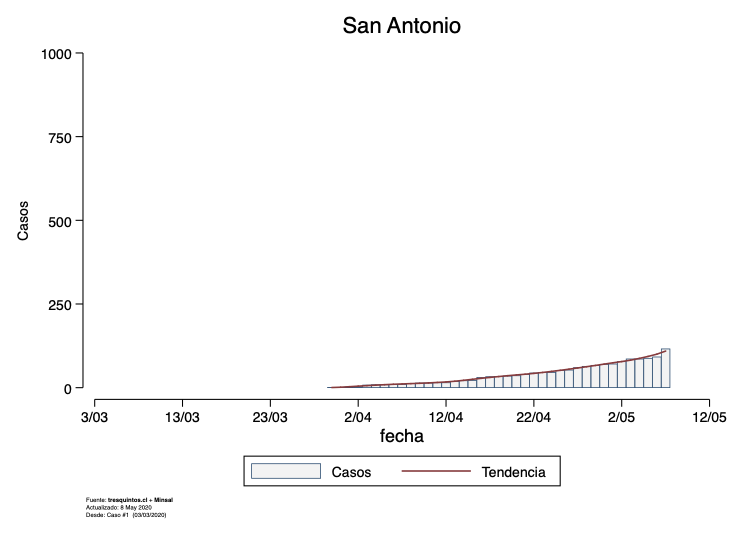 San Antonio
1000
750
500
250
0
Casos
3/03 13/03 23/03 2/04 12/04 22/04 2/05 12/05
fecha
Casos Tendencia
Fuente: tresquintos.cl + Minsal
Actualizado: 8 May 2020
Desde: Caso #1 (03/03/2020)